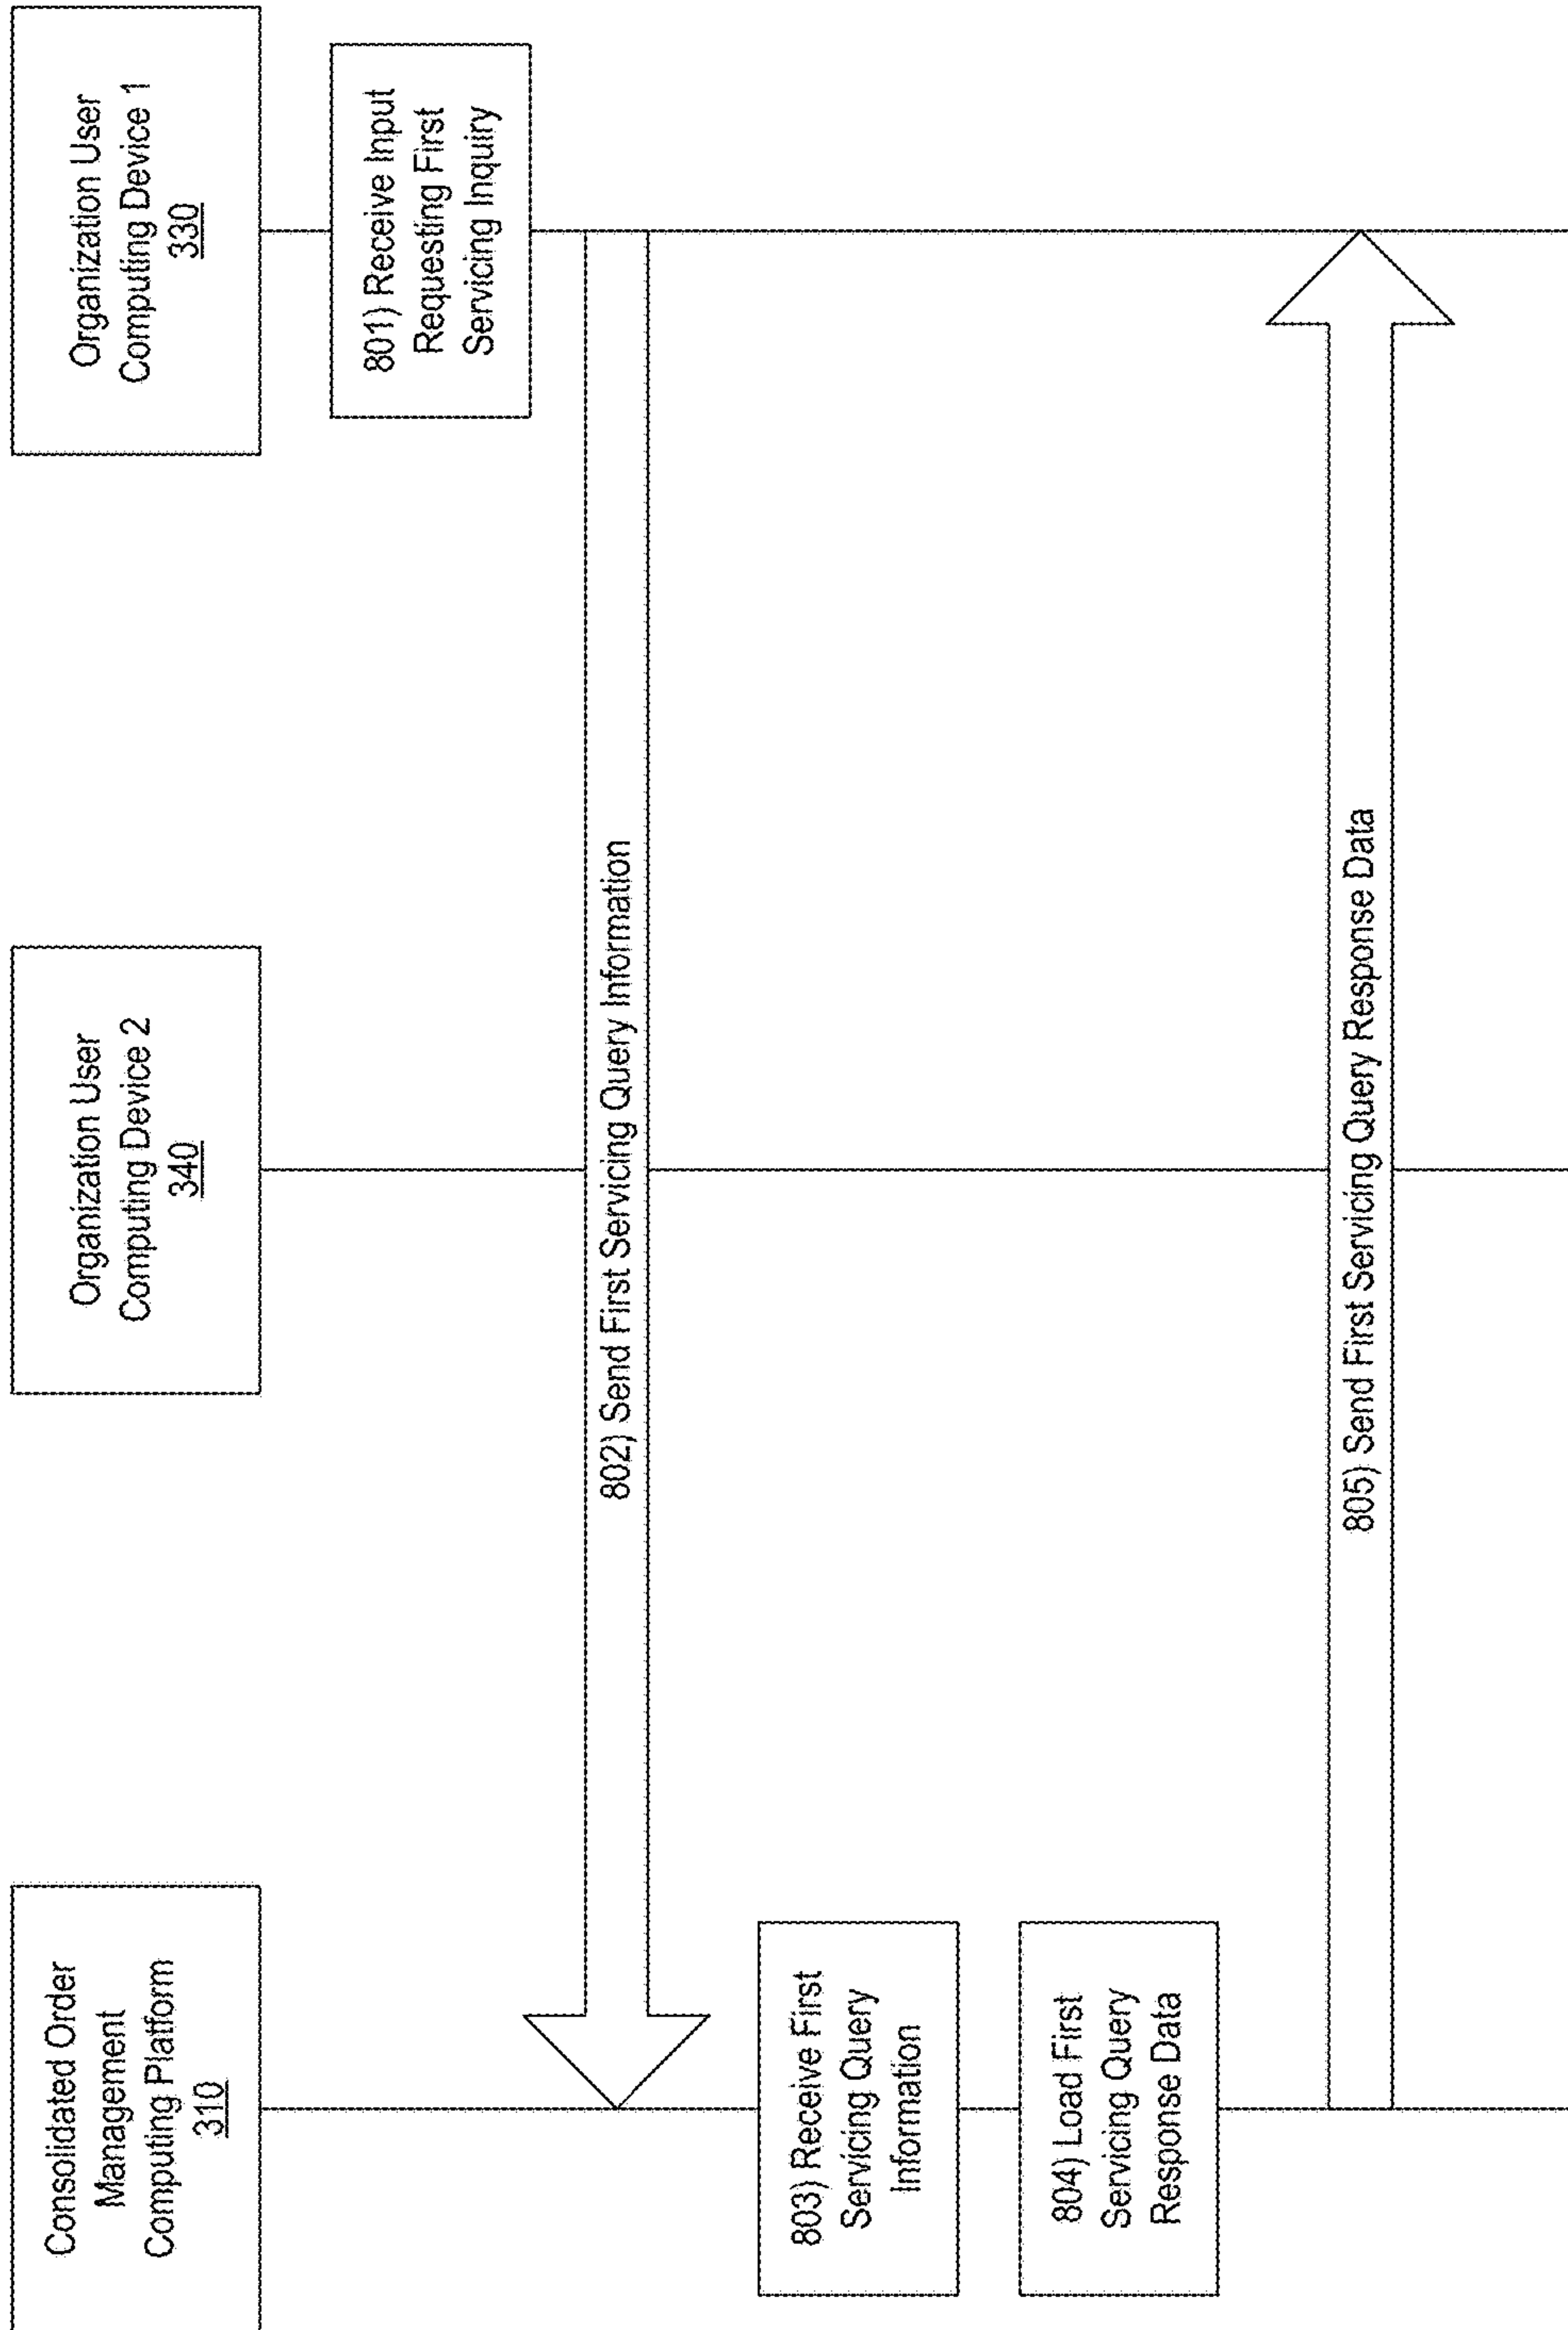 Consolidated Order
Management
Computing Platform
310
Organization User
Computing Device 2
340
Organization User
Computing Device 1
330
801) Receive Input
Requesting First
Servicing Inquiry
802) Send First Servicing Query Information
803) Receive First
Servicing Query
Information
804) Load First
Servicing Query
Response Data
805) Send First Servicing Query Response Data